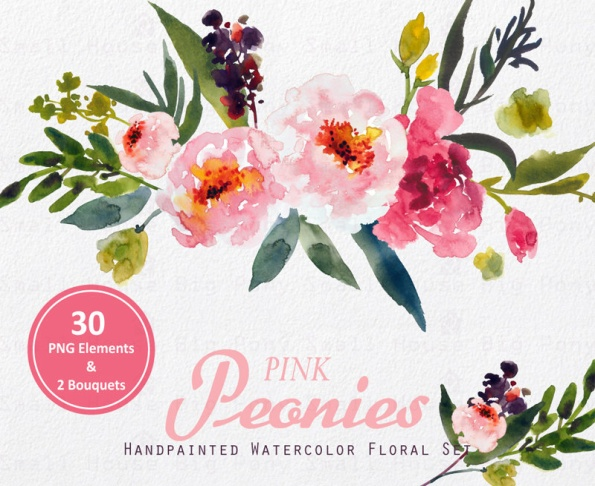 30
PNG Elements
&
2 Bouquets
PINK
Peonies
Handpainted Watercolor Floral Set